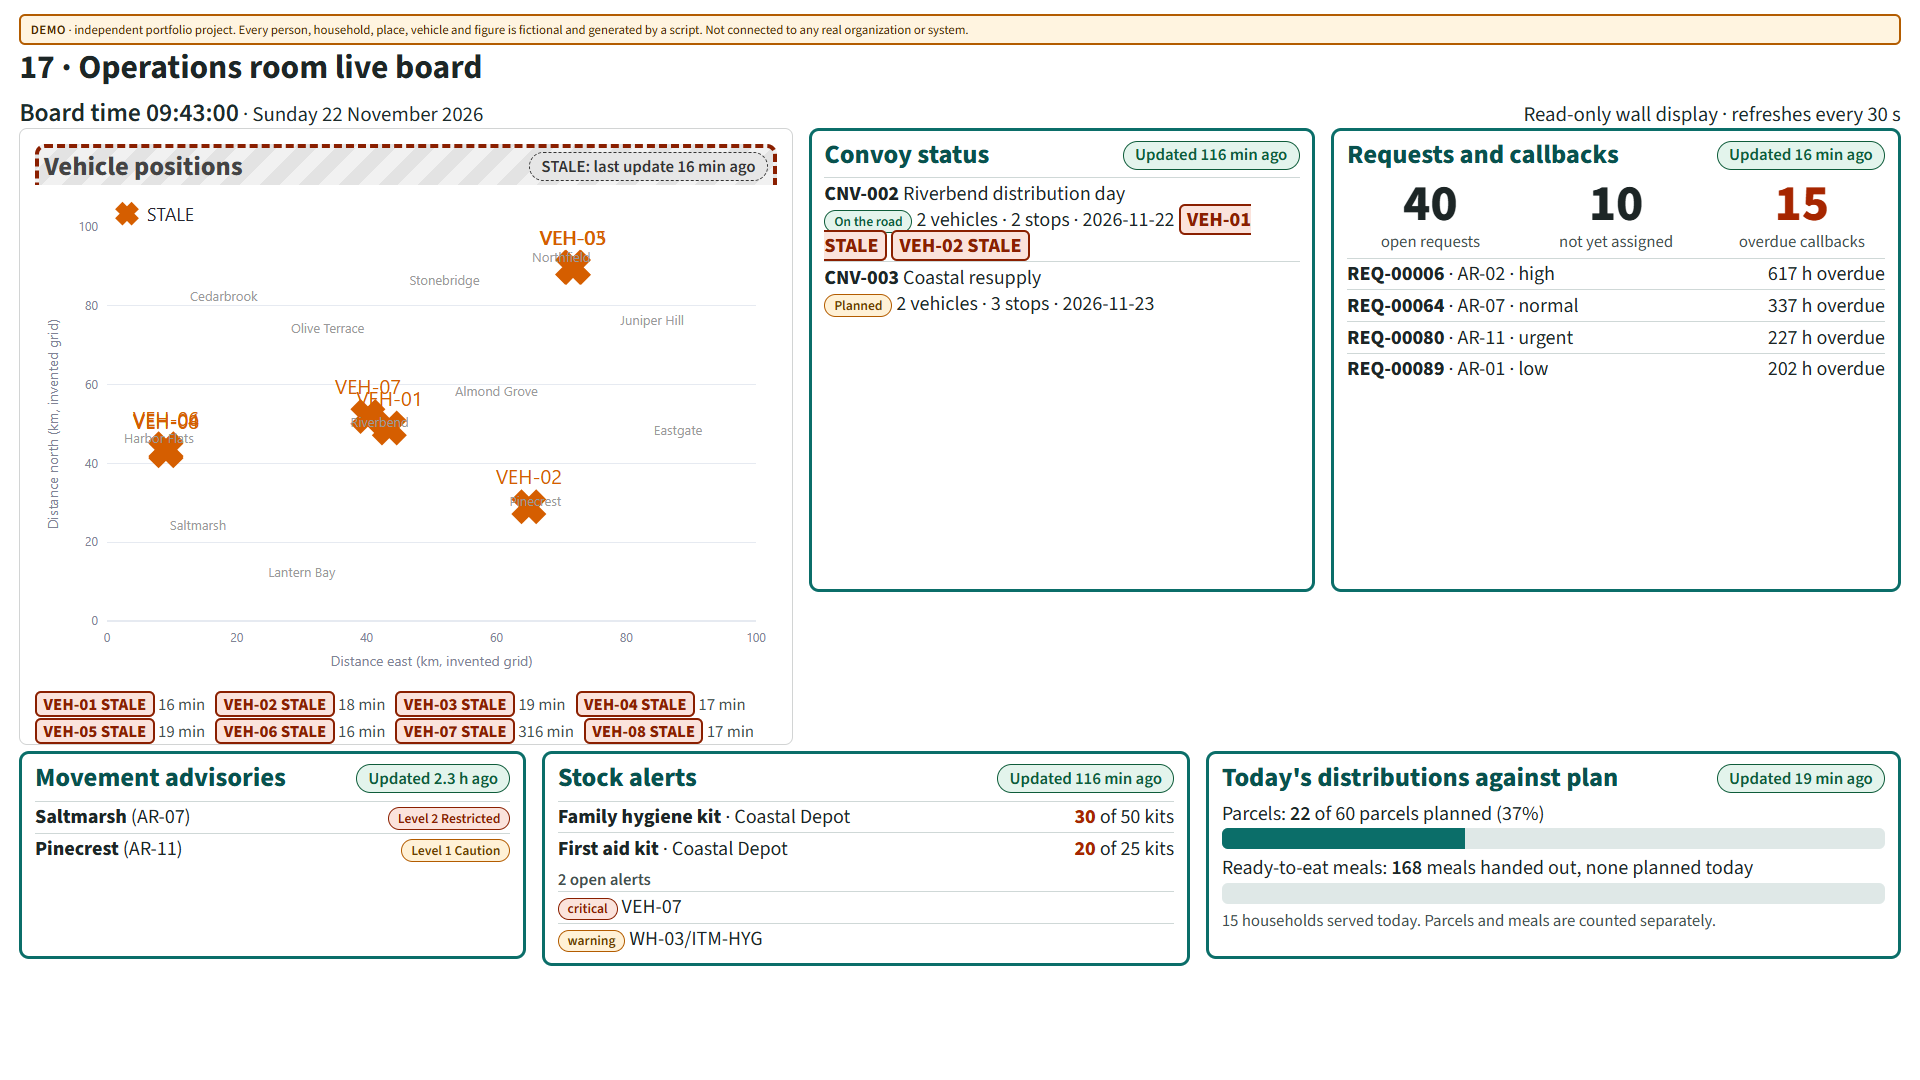 DEMO · independent portfolio project. Every person, household, place, vehicle and figure is fictional and generated by a script. Not connected to any real organization or system.
17 · Operations room live board
Board time 09:43:00 · Sunday 22 November 2026
Read-only wall display · refreshes every 30 s
Vehicle positions
STALE: last update 16 min ago
STALE
100
80
60
40
20
0
0
20
40
60
80
100
Distance north (km, invented grid)
Distance east (km, invented grid)
Northfield
Stonebridge
Cedarbrook
Olive Terrace
Juniper Hill
VEH-07
VEH-01
Almond Grove
Riverbend
Harbor Flats
Eastgate
VEH-02
Pinecrest
Saltmarsh
Lantern Bay
VEH-01 STALE 16 min VEH-02 STALE 18 min VEH-03 STALE 19 min VEH-04 STALE 17 min
VEH-05 STALE 19 min VEH-06 STALE 16 min VEH-07 STALE 316 min VEH-08 STALE 17 min
Convoy status
Updated 116 min ago
CNV-002 Riverbend distribution day
On the road 2 vehicles · 2 stops · 2026-11-22 VEH-01
STALE VEH-02 STALE
CNV-003 Coastal resupply
Planned 2 vehicles · 3 stops · 2026-11-23
Requests and callbacks
Updated 16 min ago
40
open requests
10
not yet assigned
15
overdue callbacks
REQ-00006 · AR-02 · high 617 h overdue
REQ-00064 · AR-07 · normal 337 h overdue
REQ-00080 · AR-11 · urgent 227 h overdue
REQ-00089 · AR-01 · low 202 h overdue
Movement advisories
Updated 2.3 h ago
Saltmarsh (AR-07) Level 2 Restricted
Pinecrest (AR-11) Level 1 Caution
Stock alerts
Updated 116 min ago
Family hygiene kit · Coastal Depot 30 of 50 kits
First aid kit · Coastal Depot 20 of 25 kits
2 open alerts
critical VEH-07
warning WH-03/ITM-HYG
Today's distributions against plan
Updated 19 min ago
Parcels: 22 of 60 parcels planned (37%)
Ready-to-eat meals: 168 meals handed out, none planned today
15 households served today. Parcels and meals are counted separately.